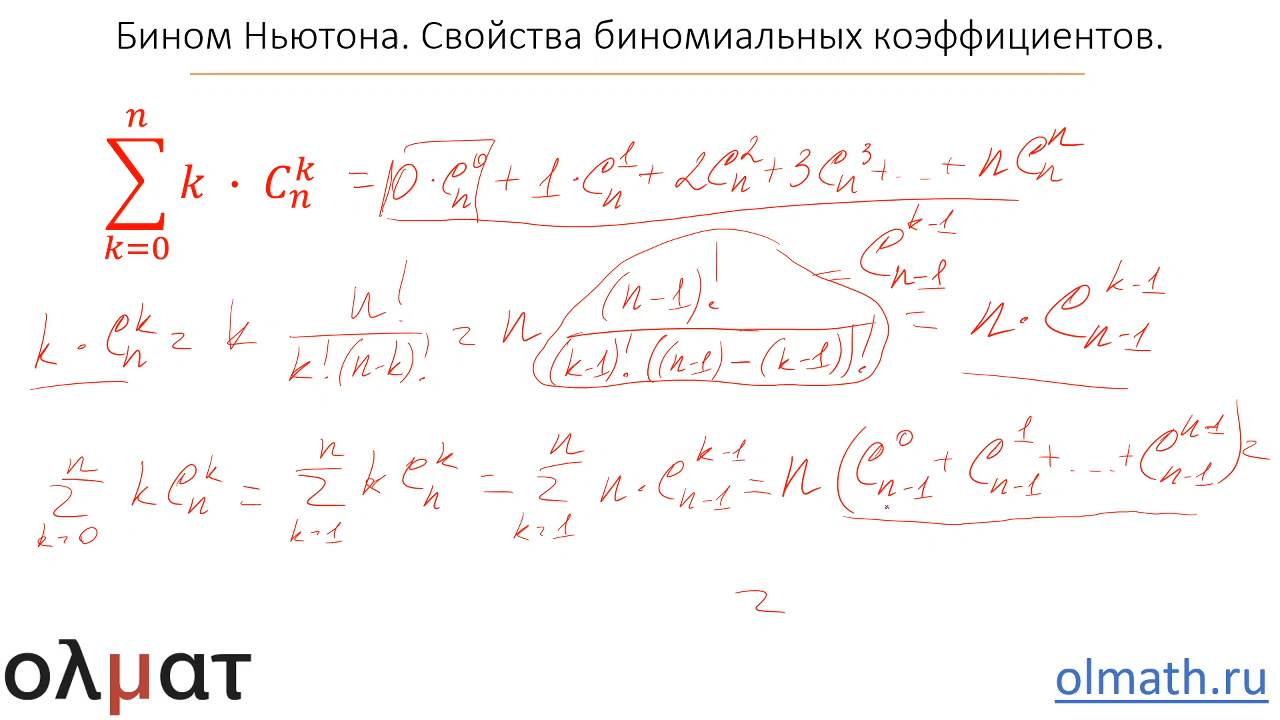 Бином Ньютона. Свойства биномиальных коэффициентов.
∑_{k=0}^{n} k · C_n^k = 0 · C_n^0 + 1 · C_n^1 + 2C_n^2 + 3C_n^3 + ... + nC_n^n
k · C_n^k = k n!/(k!(n-k)!) = n (n-1)!/((k-1)!((n-1)-(k-1))!) = C_{n-1}^{k-1} = n · C_{n-1}^{k-1}
∑_{k=0}^{n} kC_n^k = ∑_{k=1}^{n} kC_n^k = ∑_{k=1}^{n} n · C_{n-1}^{k-1} = n (C_{n-1}^0 + C_{n-1}^1 + ... + C_{n-1}^{n-1}) =
=
ολματ
olmath.ru